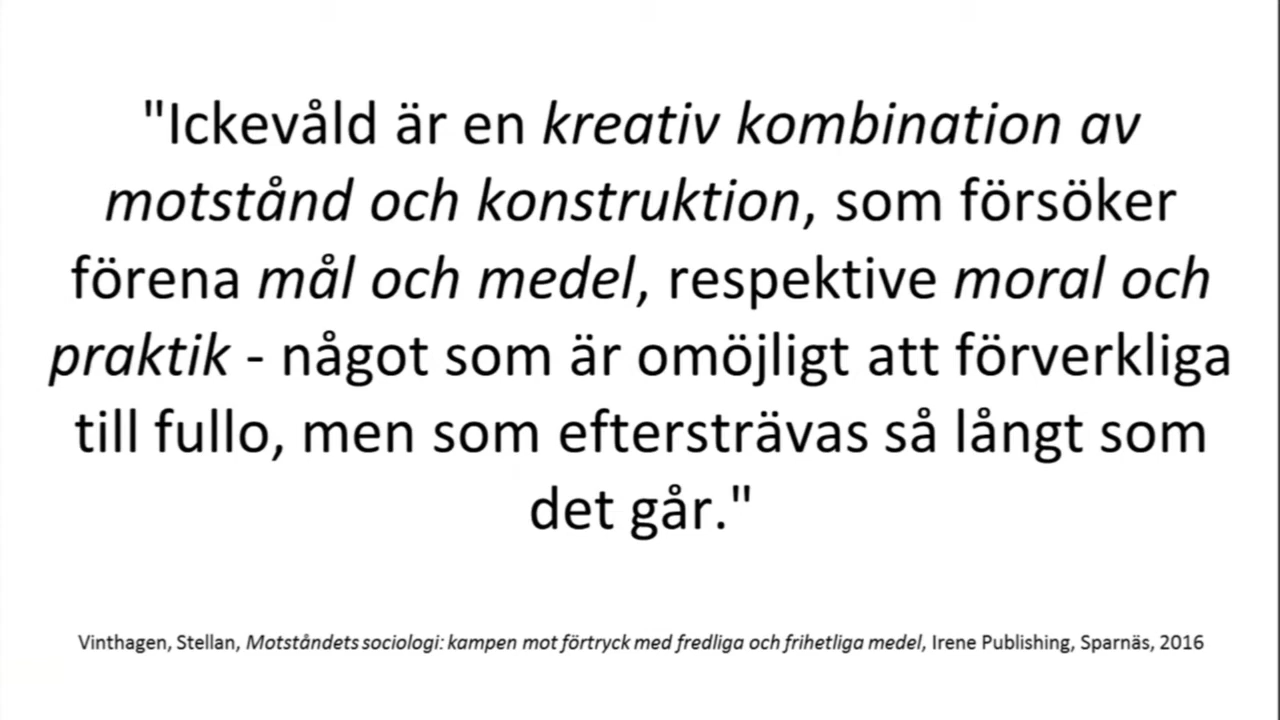 "Ickevåld är en kreativ kombination av
motstånd och konstruktion, som försöker
förena mål och medel, respektive moral och
praktik - något som är omöjligt att förverkliga
till fullo, men som eftersträvas så långt som
det går."
Vinthagen, Stellan, Motståndets sociologi: kampen mot förtryck med fredliga och frihetliga medel, Irene Publishing, Sparnäs, 2016